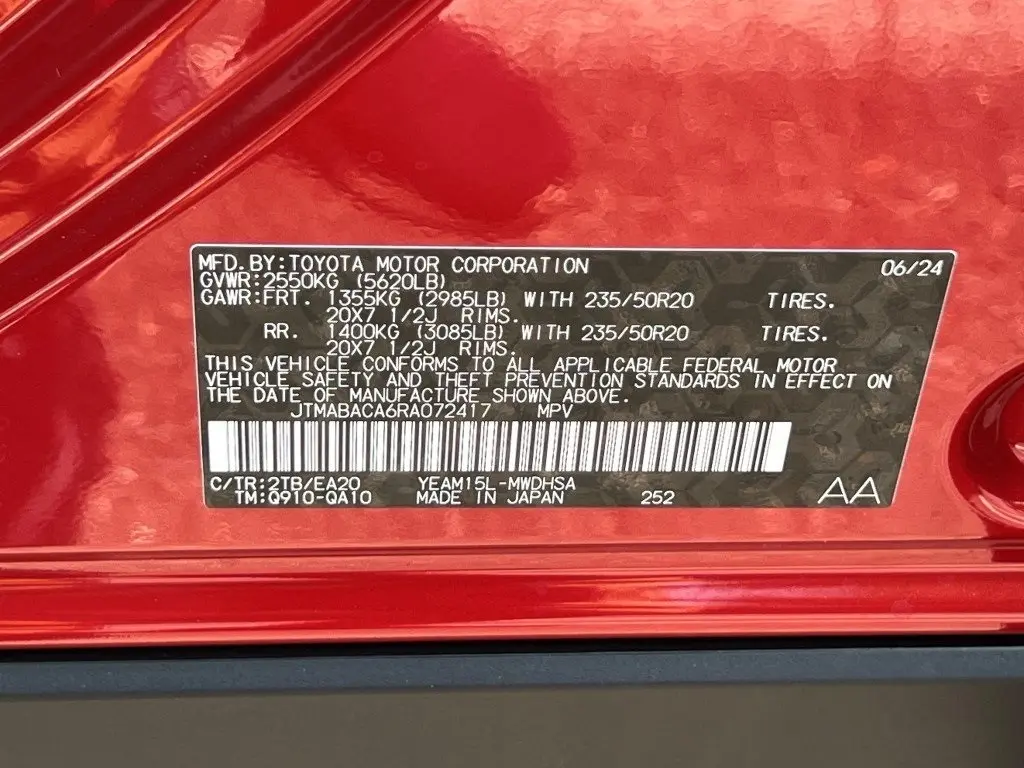 MFD.BY:TOYOTA MOTOR CORPORATION 06/24
GVWR:2550KG (5620LB)
GAWR:FRT. 1355KG (2985LB) WITH 235/50R20 TIRES.
20X7 1/2J RIMS.
RR. 1400KG (3085LB) WITH 235/50R20 TIRES.
20X7 1/2J RIMS.
THIS VEHICLE CONFORMS TO ALL APPLICABLE FEDERAL MOTOR
VEHICLE SAFETY AND THEFT PREVENTION STANDARDS IN EFFECT ON
THE DATE OF MANUFACTURE SHOWN ABOVE.
JTMABACA6RA072417 MPV
C/TR:2TB/EA20 YEAM15L-MWDHSA
TM:Q910-QA10 MADE IN JAPAN 252 AA